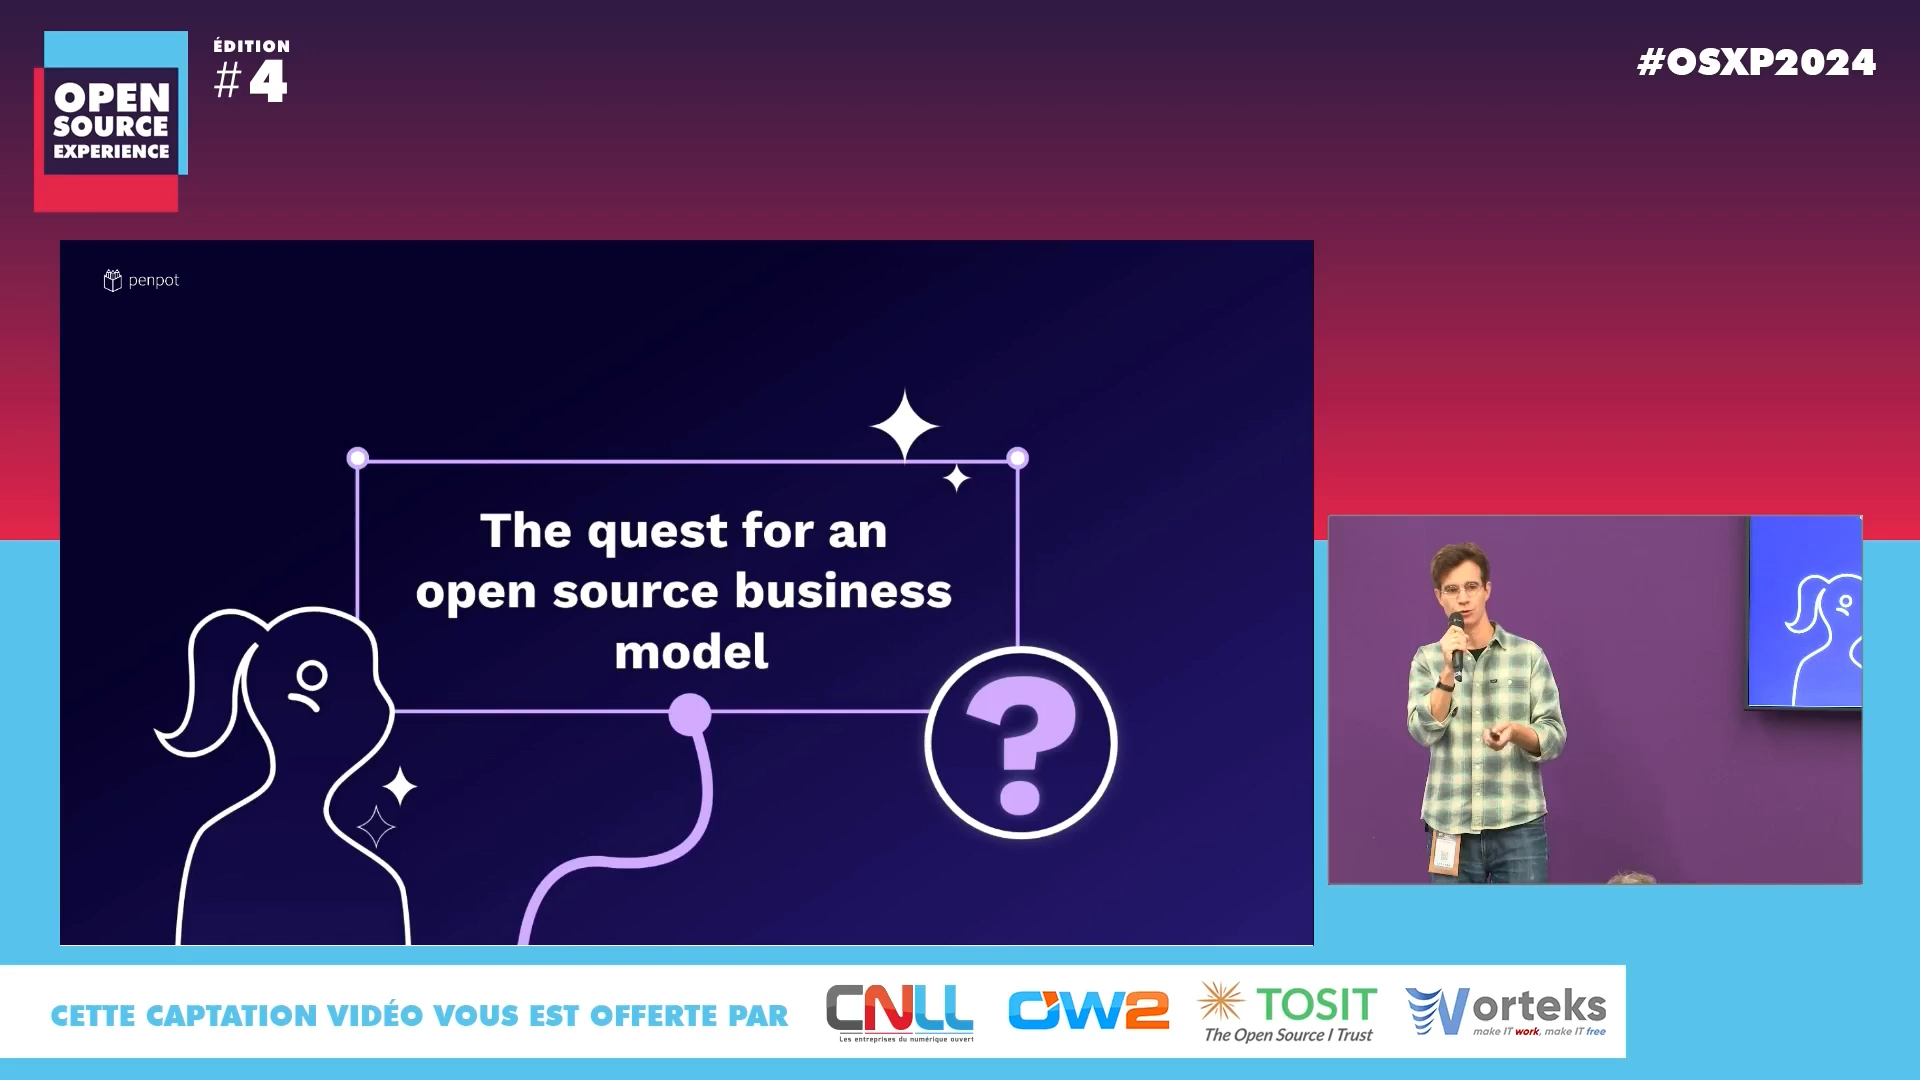 ÉDITION
#4
OPEN
SOURCE
EXPERIENCE
#OSXP2024
penpot
The quest for an
open source business
model
?
CETTE CAPTATION VIDÉO VOUS EST OFFERTE PAR
CNLL
Les entreprises du numérique ouvert
OW2
TOSIT
The Open Source I Trust
Worteks
make IT work, make IT free